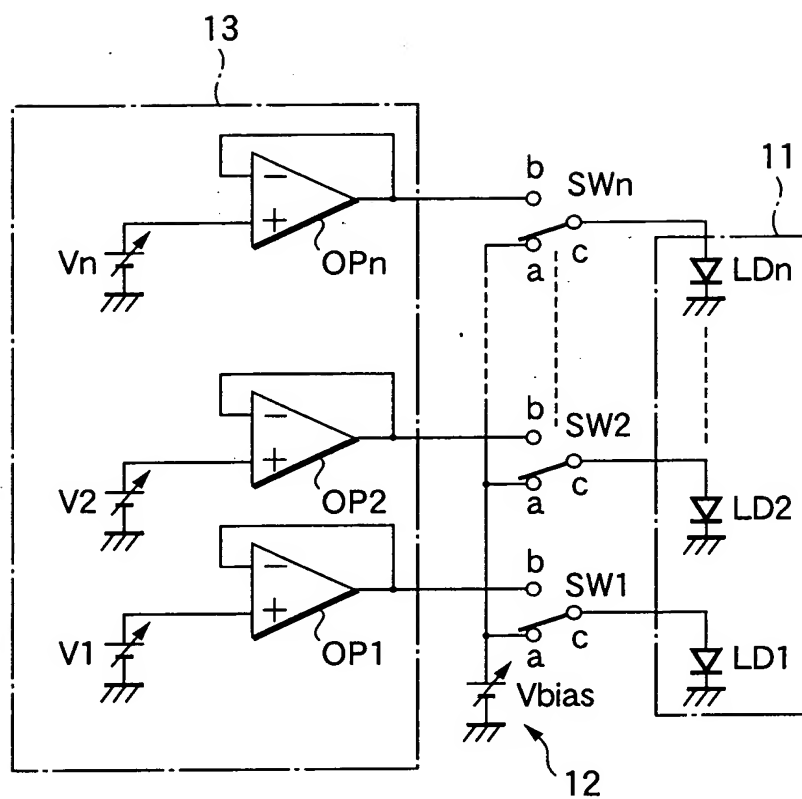 13
11
b
SWn
−
+
Vn
OPn
a
c
LDn
b
SW2
−
+
V2
OP2
a
c
LD2
b
SW1
−
+
V1
OP1
a
c
LD1
Vbias
12